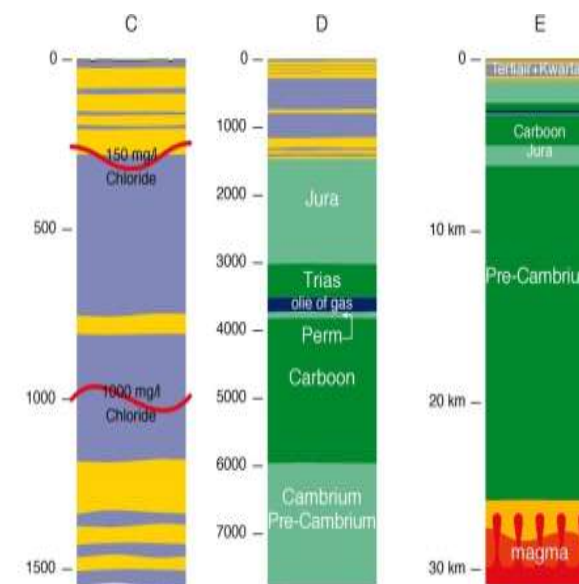 C
0
150 mg/l
Chloride
500
1000
1000 mg/l
Chloride
1500
D
0
1000
2000
3000
4000
5000
6000
7000
Jura
Trias
olie of gas
Perm
Carboon
Cambrium
Pre-Cambrium
E
0
10 km
20 km
30 km
Tertiair+Kwarta
Carboon
Jura
Pre-Cambriu
magma